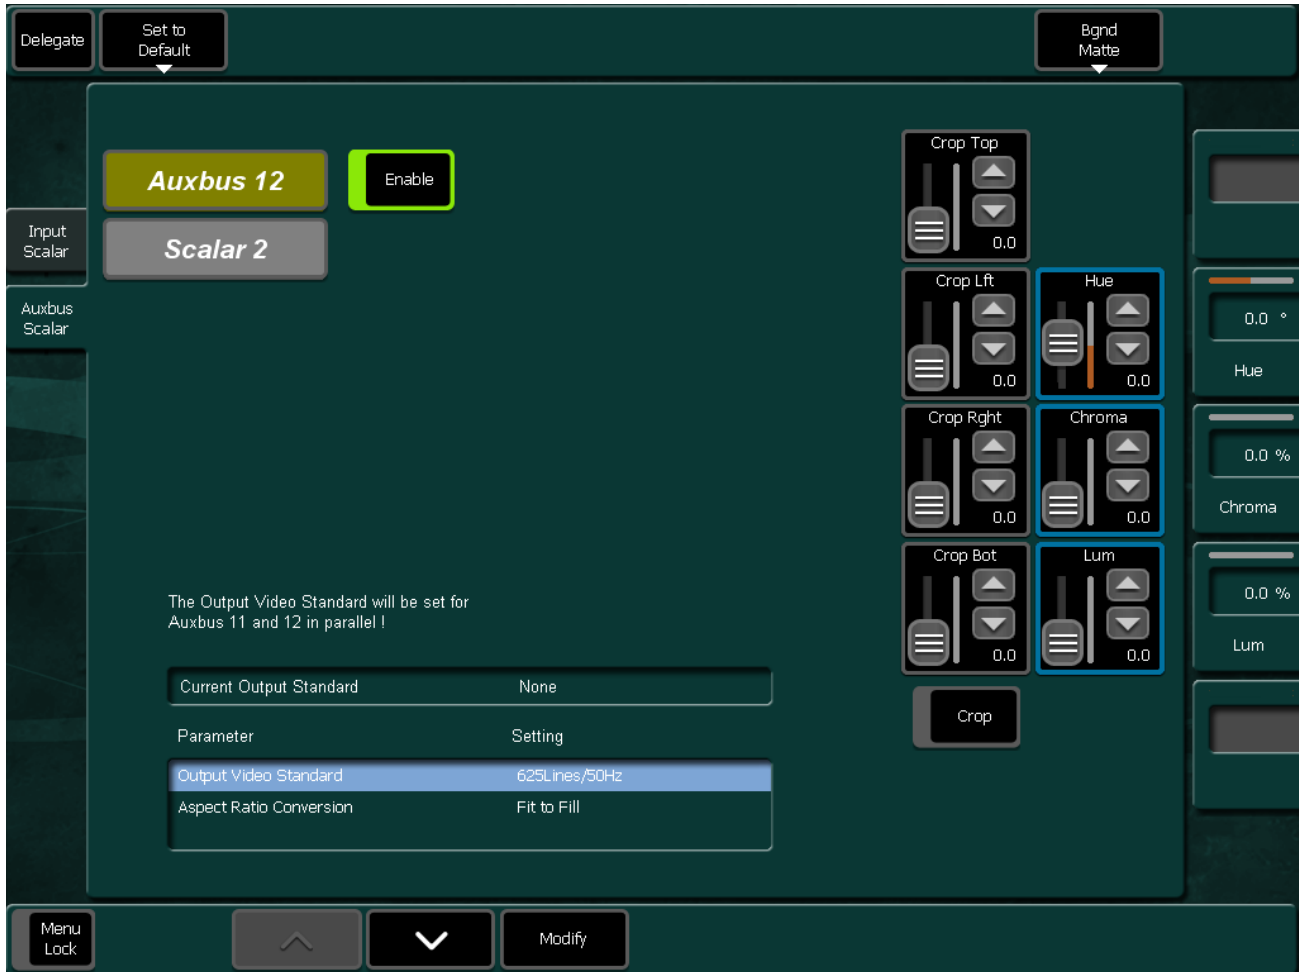 Delegate
Set to
Default
Bgnd
Matte
Auxbus 12
Enable
Scalar 2
Input
Scalar
Auxbus
Scalar
Crop Top
0.0
Crop Lft
0.0
Hue
0.0
Crop Rght
0.0
Chroma
0.0
Crop Bot
0.0
Lum
0.0
Crop
0.0 °
Hue
0.0 %
Chroma
0.0 %
Lum
The Output Video Standard will be set for
Auxbus 11 and 12 in parallel !
Current Output Standard None
Parameter Setting
Output Video Standard 625Lines/50Hz
Aspect Ratio Conversion Fit to Fill
Menu
Lock
Modify